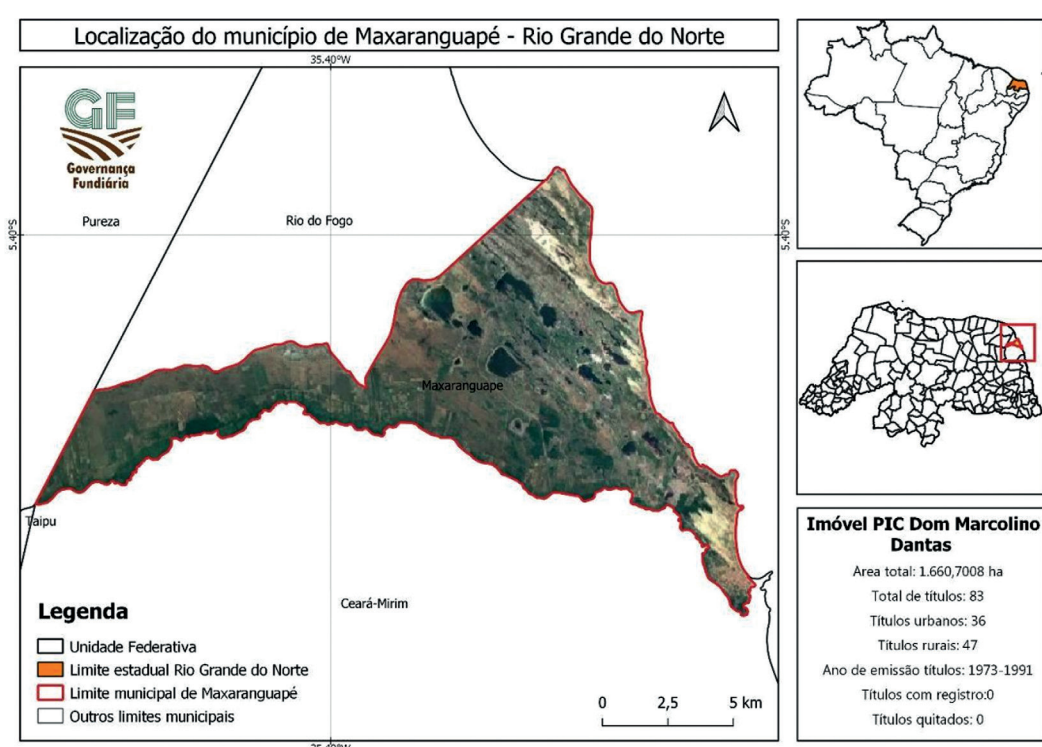 Localização do município de Maxaranguapé - Rio Grande do Norte
35.40°W
GF
Governança
Fundiária
Pureza
Rio do Fogo
5.40°S
5.40°S
Maxaranguape
Taipu
Ceará-Mirim
Legenda
Unidade Federativa
Limite estadual Rio Grande do Norte
Limite municipal de Maxaranguapé
Outros limites municipais
0 2,5 5 km
35.40°W
Imóvel PIC Dom Marcolino
Dantas
Area total: 1.660,7008 ha
Total de títulos: 83
Títulos urbanos: 36
Títulos rurais: 47
Ano de emissão títulos: 1973-1991
Títulos com registro:0
Títulos quitados: 0